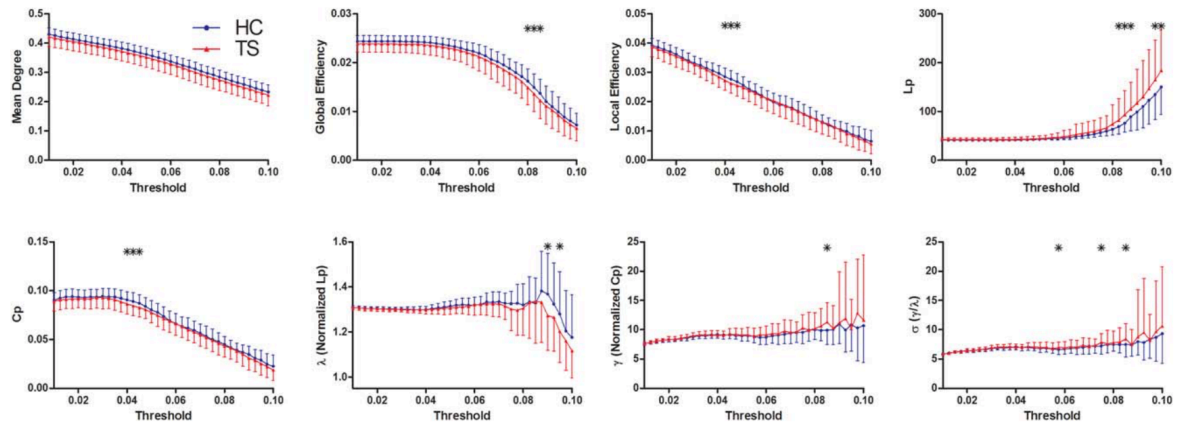 HC
TS
Mean Degree
0.5
0.4
0.3
0.2
0.1
0.0
0.02 0.04 0.06 0.08 0.10
Threshold
***
Global Efficiency
0.03
0.02
0.01
0.00
0.02 0.04 0.06 0.08 0.10
Threshold
***
Local Efficiency
0.05
0.04
0.03
0.02
0.01
0.00
0.02 0.04 0.06 0.08 0.10
Threshold
*** **
Lp
300
200
100
0
0.02 0.04 0.06 0.08 0.10
Threshold
***
Cp
0.15
0.10
0.05
0.00
0.02 0.04 0.06 0.08 0.10
Threshold
* *
λ (Normalized Lp)
1.6
1.4
1.2
1.0
0.02 0.04 0.06 0.08 0.10
Threshold
*
γ (Normalized Cp)
25
20
15
10
5
0
0.02 0.04 0.06 0.08 0.10
Threshold
* * *
σ (γ/λ)
25
20
15
10
5
0
0.02 0.04 0.06 0.08 0.10
Threshold